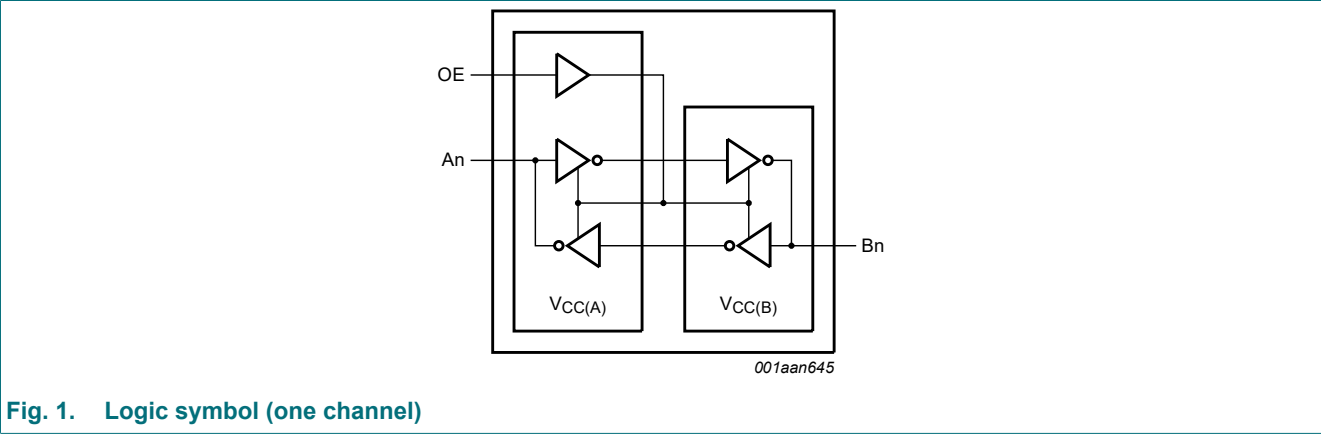 OE
An
Bn
VCC(A)
VCC(B)
001aan645
Fig. 1. Logic symbol (one channel)